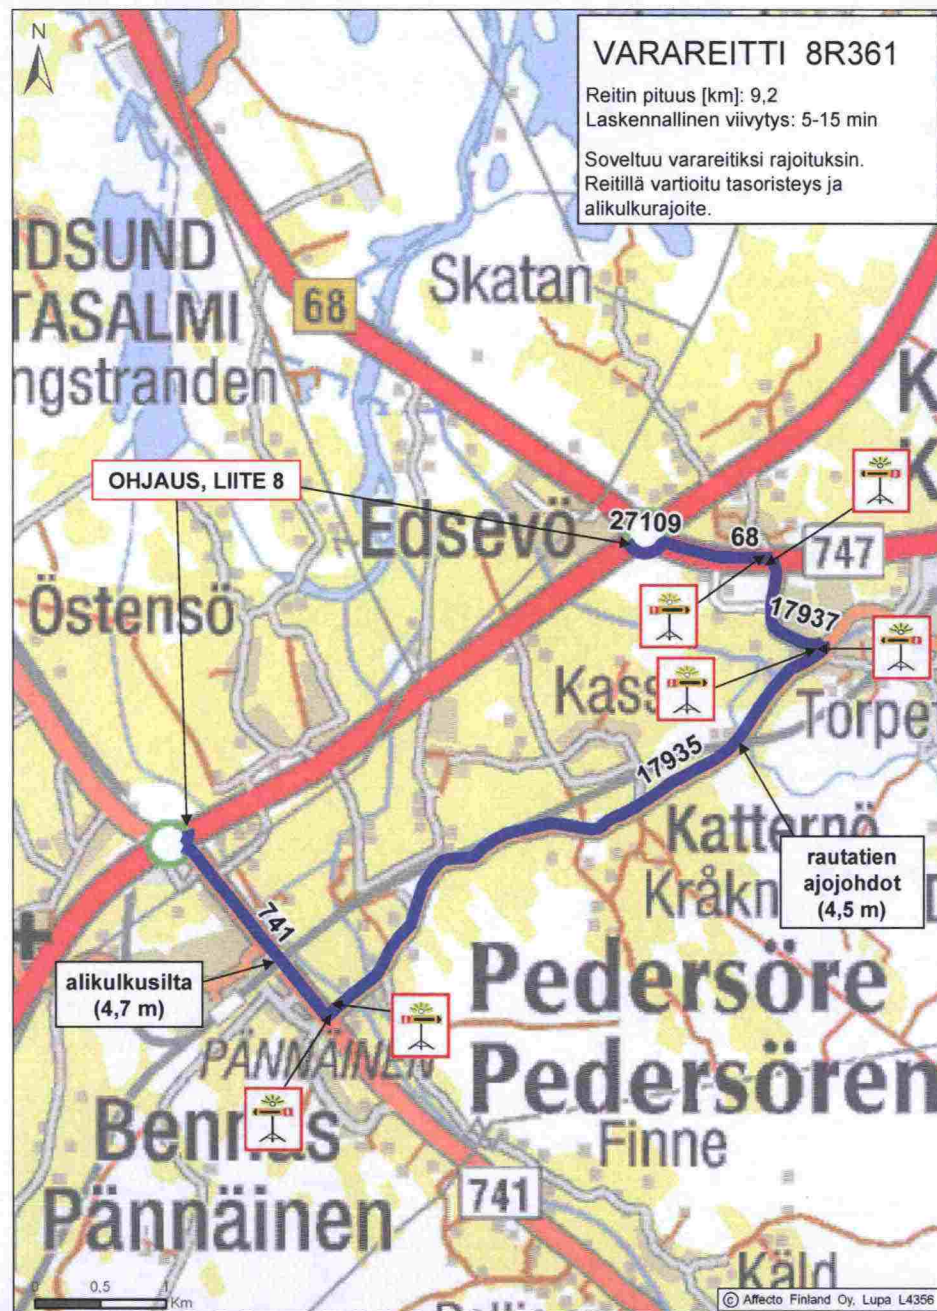 N
VARAREITTI 8R361
Reitin pituus [km]: 9,2
Laskennallinen viivytys: 5-15 min
Soveltuu varareitiksi rajoituksin.
Reitillä vartioitu tasoristeys ja
alikulkurajoite.
IDSUND
TASALMI
ngstranden
68
Skatan
K
K
OHJAUS, LIITE 8
Edsevö
27109
68
747
Östensö
17937
Kass
Torpe
17935
Katternö
Kråkn
rautatien
ajojohdot
(4,5 m)
741
alikulkusilta
(4,7 m)
Pedersöre
Pedersören
PÄNNÄINEN
Bennäs
Pännäinen
Finne
741
Käld
0 0,5 1
Km
© Affecto Finland Oy, Lupa L4356